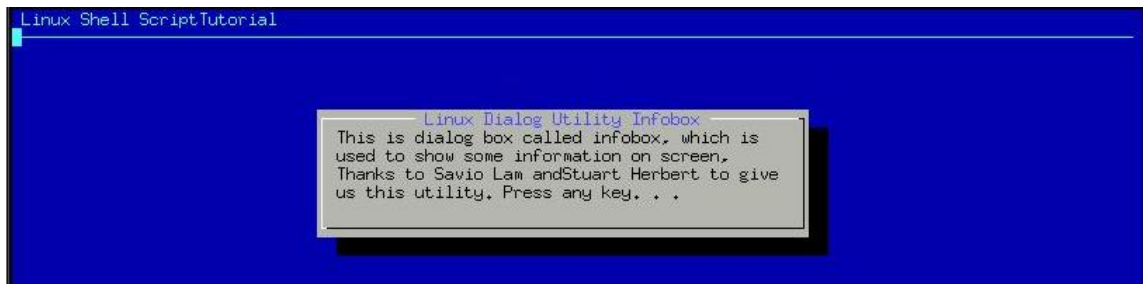 Linux Shell ScriptTutorial
Linux Dialog Utility Infobox
This is dialog box called infobox, which is
used to show some information on screen,
Thanks to Savio Lam andStuart Herbert to give
us this utility. Press any key. . .